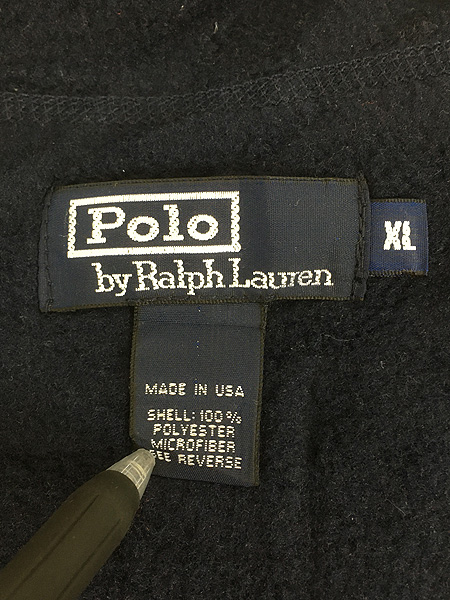 Polo
by Ralph Lauren
XL
MADE IN USA
SHELL: 100%
POLYESTER
MICROFIBER
SEE REVERSE